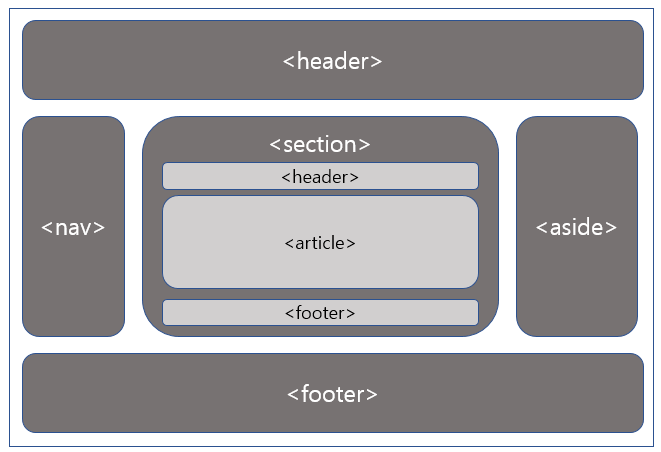 <header>
<nav>
<section>
<header>
<article>
<footer>
<aside>
<footer>